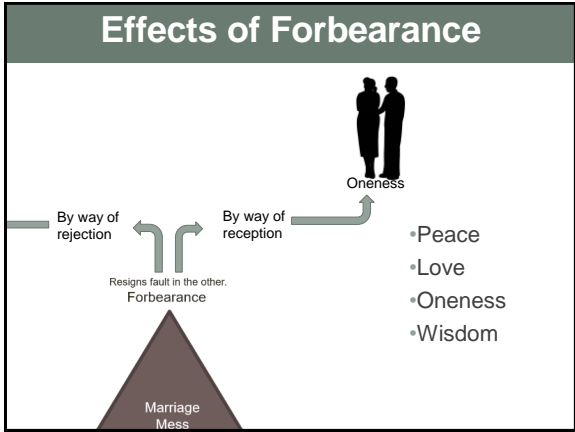 Effects of Forbearance
Oneness
By way of
rejection
By way of
reception
Resigns fault in the other.
Forbearance
Marriage
Mess
•Peace
•Love
•Oneness
•Wisdom